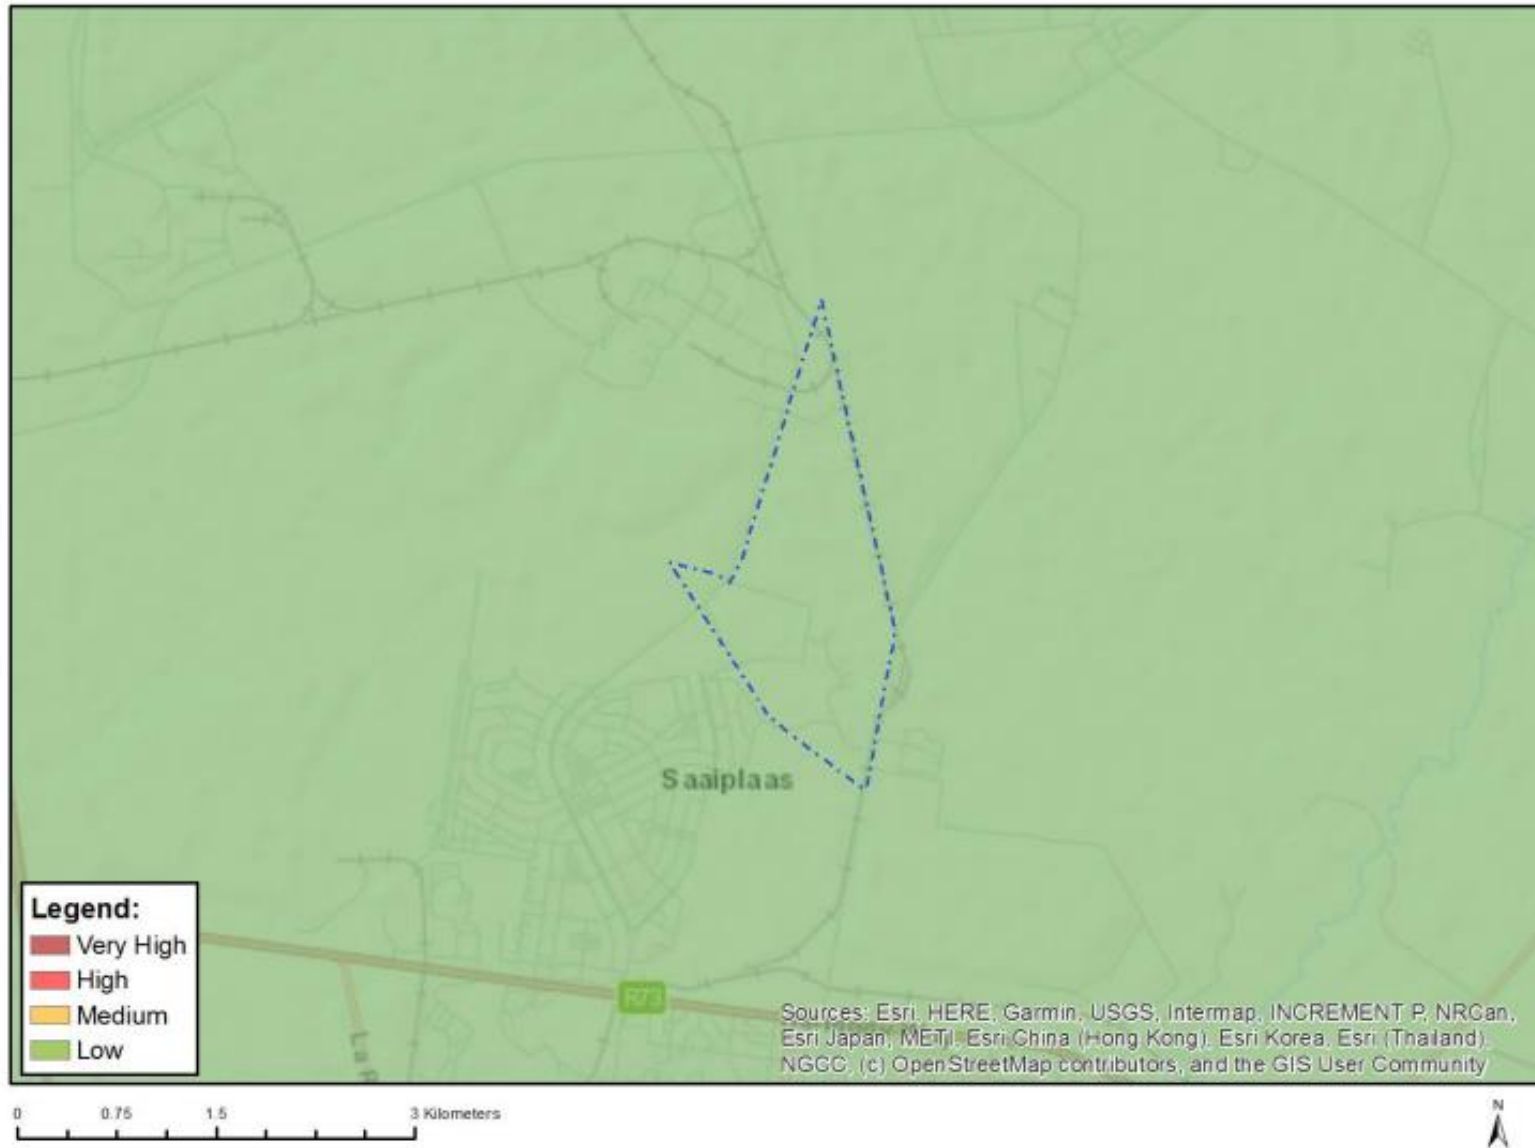 Saaiplaas
Legend:
Very High
High
Medium
Low
R73
La R
Sources: Esri, HERE, Garmin, USGS, Intermap, INCREMENT P, NRCan,
Esri Japan, METI, Esri China (Hong Kong), Esri Korea, Esri (Thailand),
NGCC, (c) OpenStreetMap contributors, and the GIS User Community
0 0.75 1.5 3 Kilometers
N